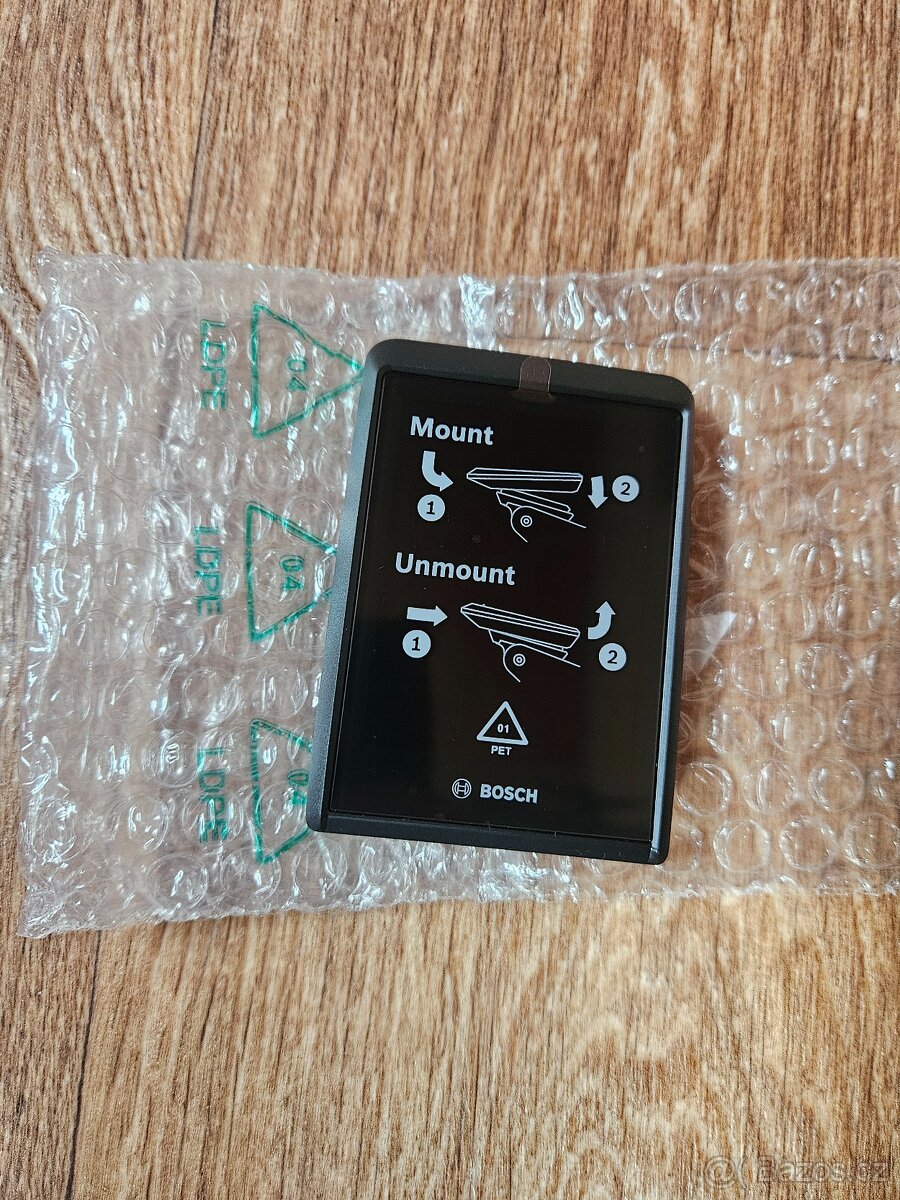 04
LDPE
Mount
1
2
04
LDPE
Unmount
1
2
01
PET
04
LDPE
BOSCH
Bazos.cz